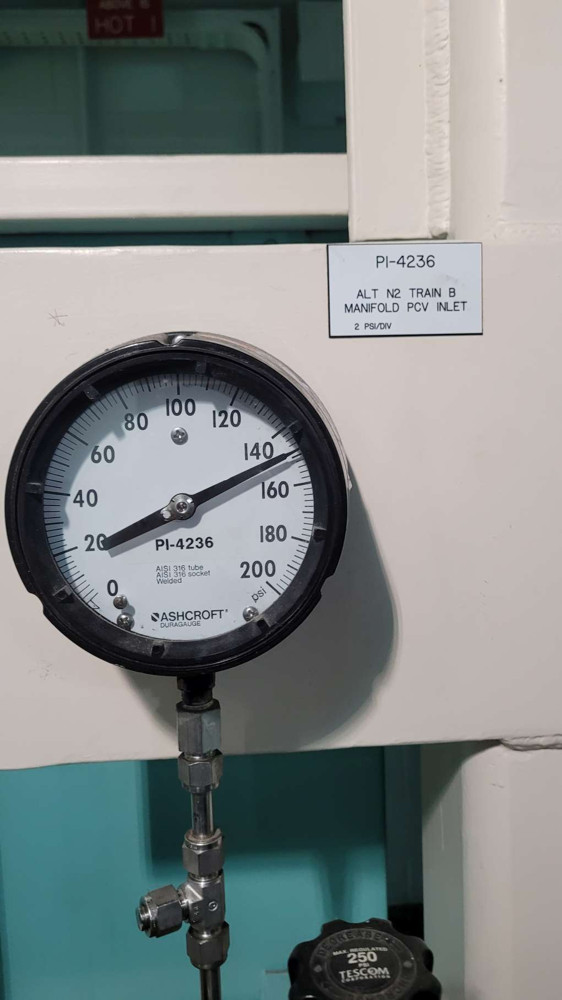 ABOVE IS
HOT !
PI-4236
ALT N2 TRAIN B
MANIFOLD PCV INLET
2 PSI/DIV
0
20
40
60
80
100
120
140
160
180
200
psi
PI-4236
AISI 316 tube
AISI 316 socket
Welded
ASHCROFT®
DURAGAUGE
DECREASE
MAX. REGULATED
250
PSI
TESCOM
CORPORATION